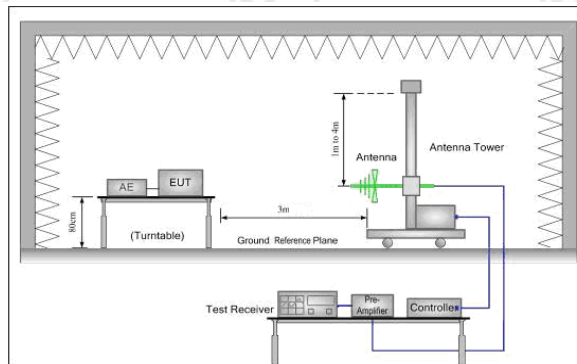 1m to 4m
Antenna
Antenna Tower
AE
EUT
3m
80cm
(Turntable)
Ground Reference Plane
Test Receiver
Pre-
Amplifier
Controller